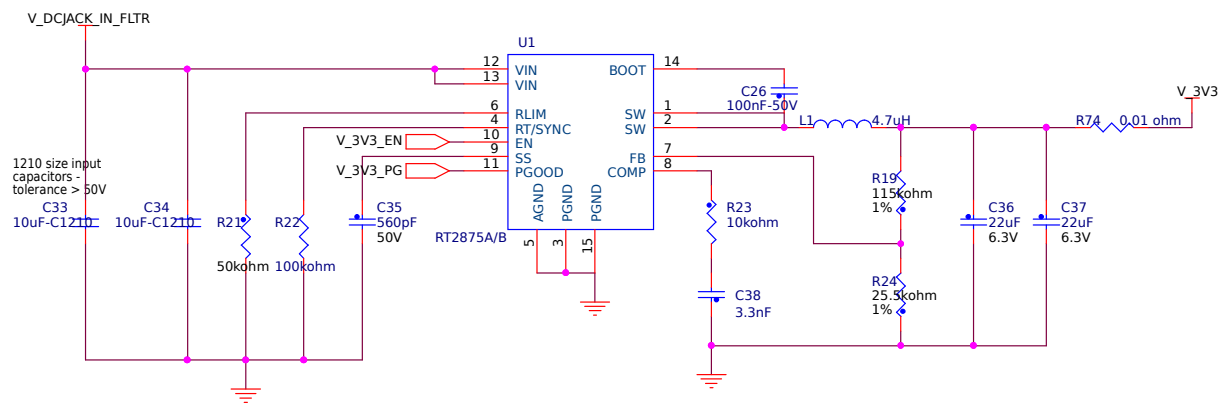 V_DCJACK_IN_FLTR
U1
12
VIN
BOOT
14
13
VIN
V_3V3
C26
100nF-50V
6
RLIM
SW
1
4
RT/SYNC
SW
2
L1
4.7uH
R74
0.01 ohm
V_3V3_EN
10
EN
9
SS
FB
7
V_3V3_PG
11
PGOOD
COMP
8
1210 size input
capacitors -
tolerance > 50V
AGND
PGND
PGND
R19
115kohm
1%
C33
10uF-C1210
C34
10uF-C1210
R21
50kohm
R22
100kohm
C35
560pF
50V
R23
10kohm
C36
22uF
6.3V
C37
22uF
6.3V
RT2875A/B
5
3
15
R24
25.5kohm
1%
C38
3.3nF